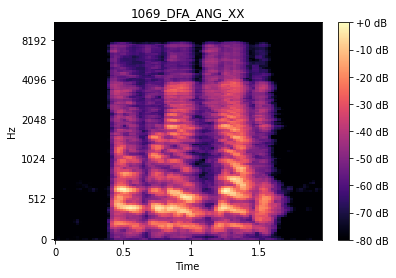 1069_DFA_ANG_XX
8192
4096
2048
1024
512
0
Hz
0
0.5
1
1.5
Time
+0 dB
-10 dB
-20 dB
-30 dB
-40 dB
-50 dB
-60 dB
-70 dB
-80 dB